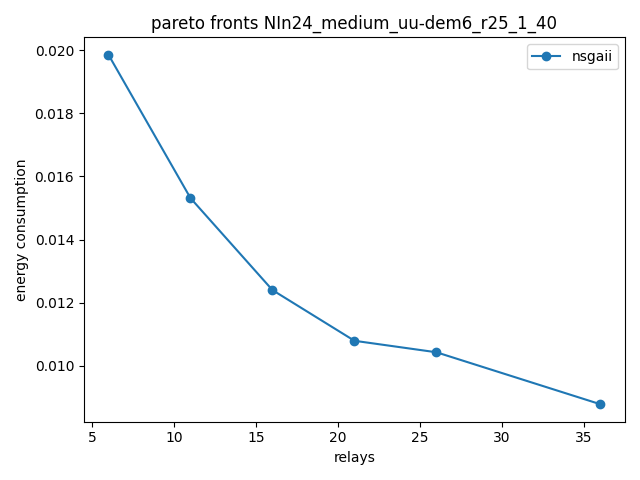 pareto fronts NIn24_medium_uu-dem6_r25_1_40
nsgaii
energy consumption
0.020
0.018
0.016
0.014
0.012
0.010
5 10 15 20 25 30 35
relays